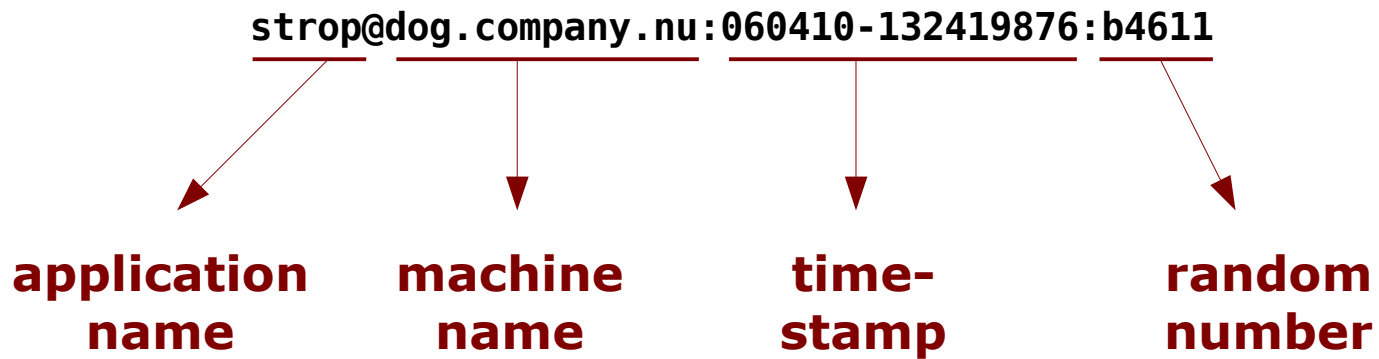 strop@dog.company.nu:060410-132419876:b4611
application name
machine name
time-
stamp
random number